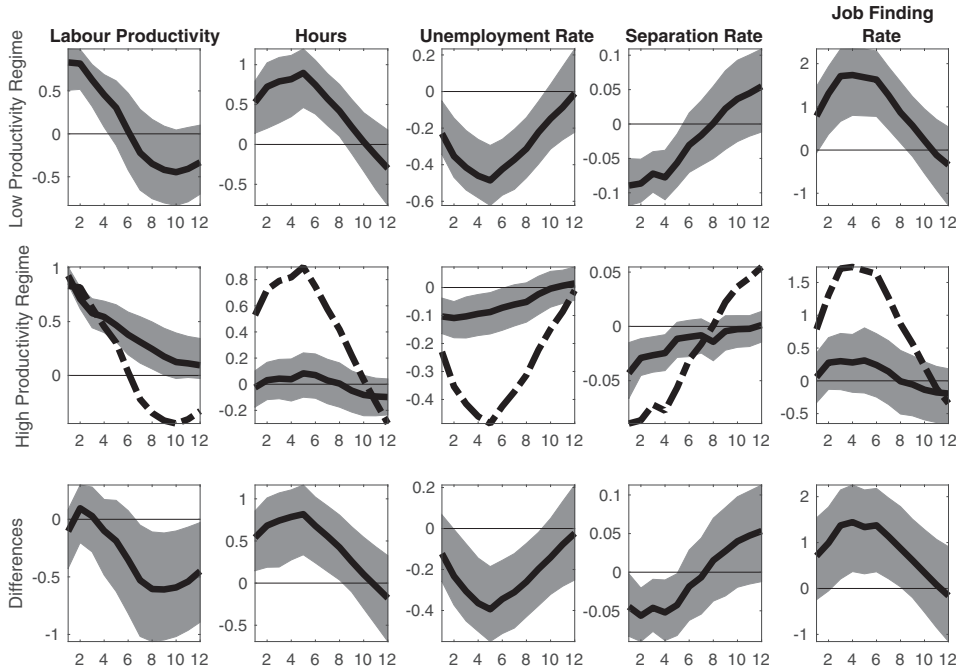 Labour Productivity
Hours
Unemployment Rate
Separation Rate
Job Finding
Rate
Low Productivity Regime
0.5
0
-0.5
2 4 6 8 10 12
1
0.5
0
-0.5
2 4 6 8 10 12
0.2
0
-0.2
-0.4
-0.6
2 4 6 8 10 12
0.1
0.05
0
-0.05
-0.1
2 4 6 8 10 12
2
1
0
-1
2 4 6 8 10 12
High Productivity Regime
1
0.5
0
2 4 6 8 10 12
0.8
0.6
0.4
0.2
0
-0.2
2 4 6 8 10 12
0
-0.1
-0.2
-0.3
-0.4
2 4 6 8 10 12
0.05
0
-0.05
2 4 6 8 10 12
1.5
1
0.5
0
-0.5
2 4 6 8 10 12
Differences
0
-0.5
-1
2 4 6 8 10 12
1
0.5
0
-0.5
2 4 6 8 10 12
0.2
0
-0.2
-0.4
2 4 6 8 10 12
0.1
0.05
0
-0.05
2 4 6 8 10 12
2
1
0
-1
2 4 6 8 10 12